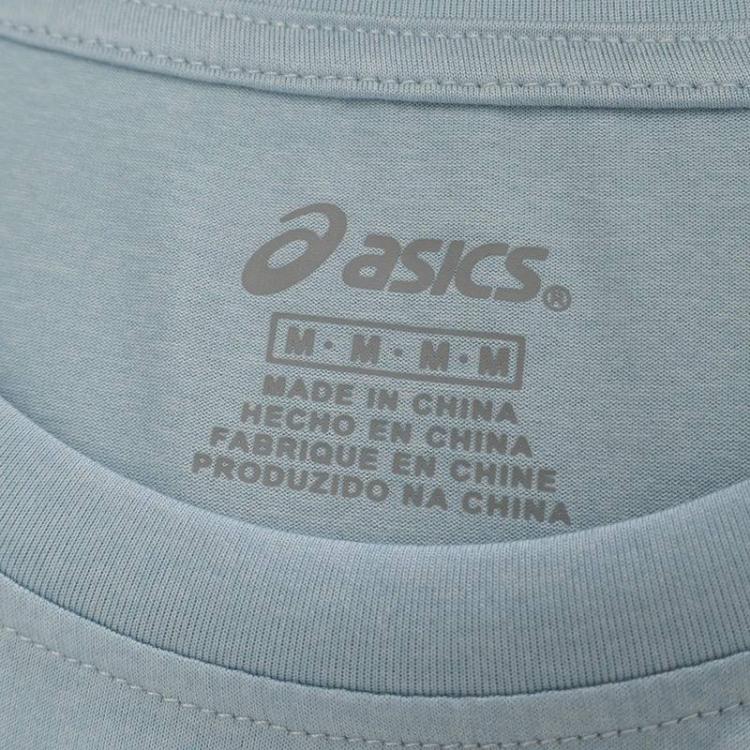 asics®
M·M·M·M
MADE IN CHINA
HECHO EN CHINA
FABRIQUE EN CHINE
PRODUZIDO NA CHINA